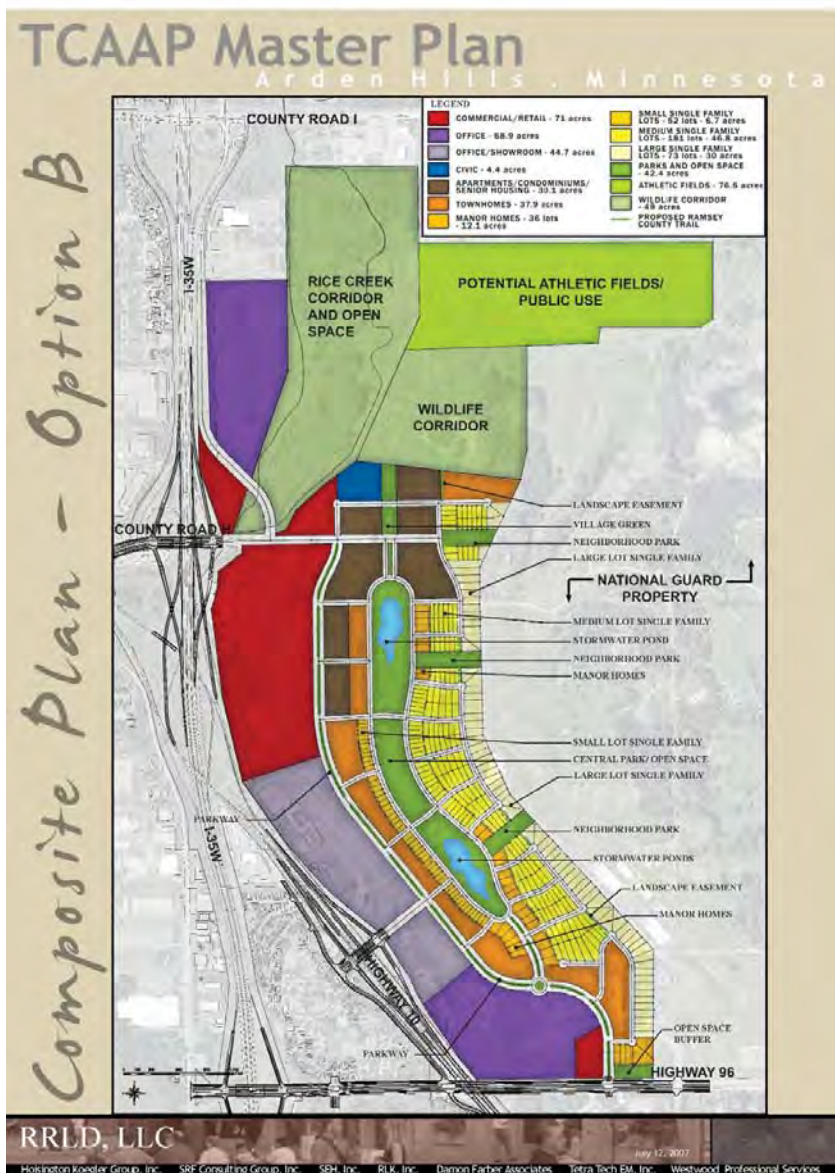 TCAAP Master Plan
Arden Hills . Minnesota
Composite Plan - Option B
COUNTY ROAD I
LEGEND
COMMERCIAL/RETAIL - 71 acres
OFFICE - 68.9 acres
OFFICE/SHOWROOM - 44.7 acres
CIVIC - 4.4 acres
APARTMENTS/CONDOMINIUMS/
SENIOR HOUSING - 30.1 acres
TOWNHOMES - 37.9 acres
MANOR HOMES - 36 lots
- 12.1 acres
SMALL SINGLE FAMILY
LOTS - 52 lots - 6.7 acres
MEDIUM SINGLE FAMILY
LOTS - 181 lots - 46.8 acres
LARGE SINGLE FAMILY
LOTS - 73 lots - 30 acres
PARKS AND OPEN SPACE
- 42.4 acres
ATHLETIC FIELDS - 76.6 acres
WILDLIFE CORRIDOR
- 49 acres
PROPOSED RAMSEY
COUNTY TRAIL
I-35W
RICE CREEK
CORRIDOR
AND OPEN
SPACE
POTENTIAL ATHLETIC FIELDS/
PUBLIC USE
WILDLIFE
CORRIDOR
LANDSCAPE EASEMENT
VILLAGE GREEN
COUNTY ROAD H
NEIGHBORHOOD PARK
LARGE LOT SINGLE FAMILY
NATIONAL GUARD
PROPERTY
MEDIUM LOT SINGLE FAMILY
STORMWATER POND
NEIGHBORHOOD PARK
MANOR HOMES
SMALL LOT SINGLE FAMILY
CENTRAL PARK/ OPEN SPACE
LARGE LOT SINGLE FAMILY
PARKWAY
I-35W
NEIGHBORHOOD PARK
STORMWATER PONDS
LANDSCAPE EASEMENT
MANOR HOMES
HIGHWAY 10
PARKWAY
OPEN SPACE
BUFFER
HIGHWAY 96
RRLD, LLC
July 12, 2007
Hoisington Koegler Group, Inc. SRF Consulting Group, Inc. SEH, Inc. RLK, Inc. Damon Farber Associates Tetra Tech EM, Inc. Westwood Professional Services